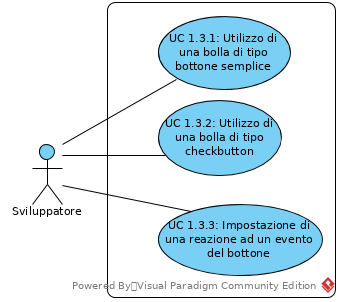 UC 1.3.1: Utilizzo di
una bolla di tipo
bottone semplice
UC 1.3.2: Utilizzo di
una bolla di tipo
checkbutton
Sviluppatore
UC 1.3.3: Impostazione di
una reazione ad un evento
del bottone
Powered By Visual Paradigm Community Edition